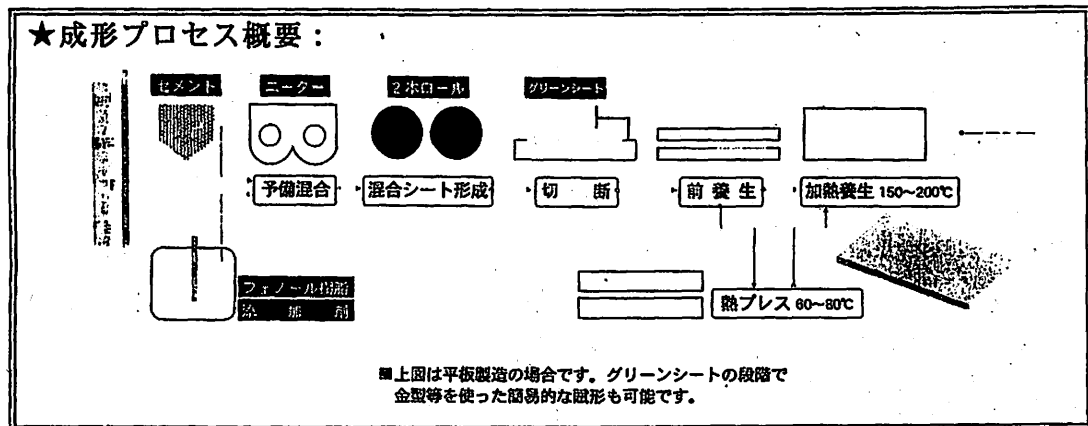 ★成形プロセス概要：
セメント
ニーダー
2本ロール
グリーンシート
予備混合
混合シート形成
切 断
前 養 生
加熱養生 150〜200℃
フェノール樹脂
添 加 剤
熱プレス 60〜80℃
■上図は平板製造の場合です。グリーンシートの段階で
金型等を使った簡易的な賦形も可能です。